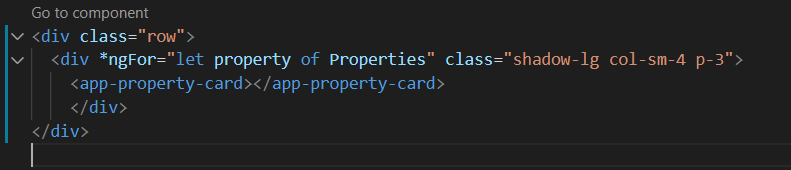 Go to component
<div class="row">
<div *ngFor="let property of Properties" class="shadow-lg col-sm-4 p-3">
<app-property-card></app-property-card>
</div>
</div>